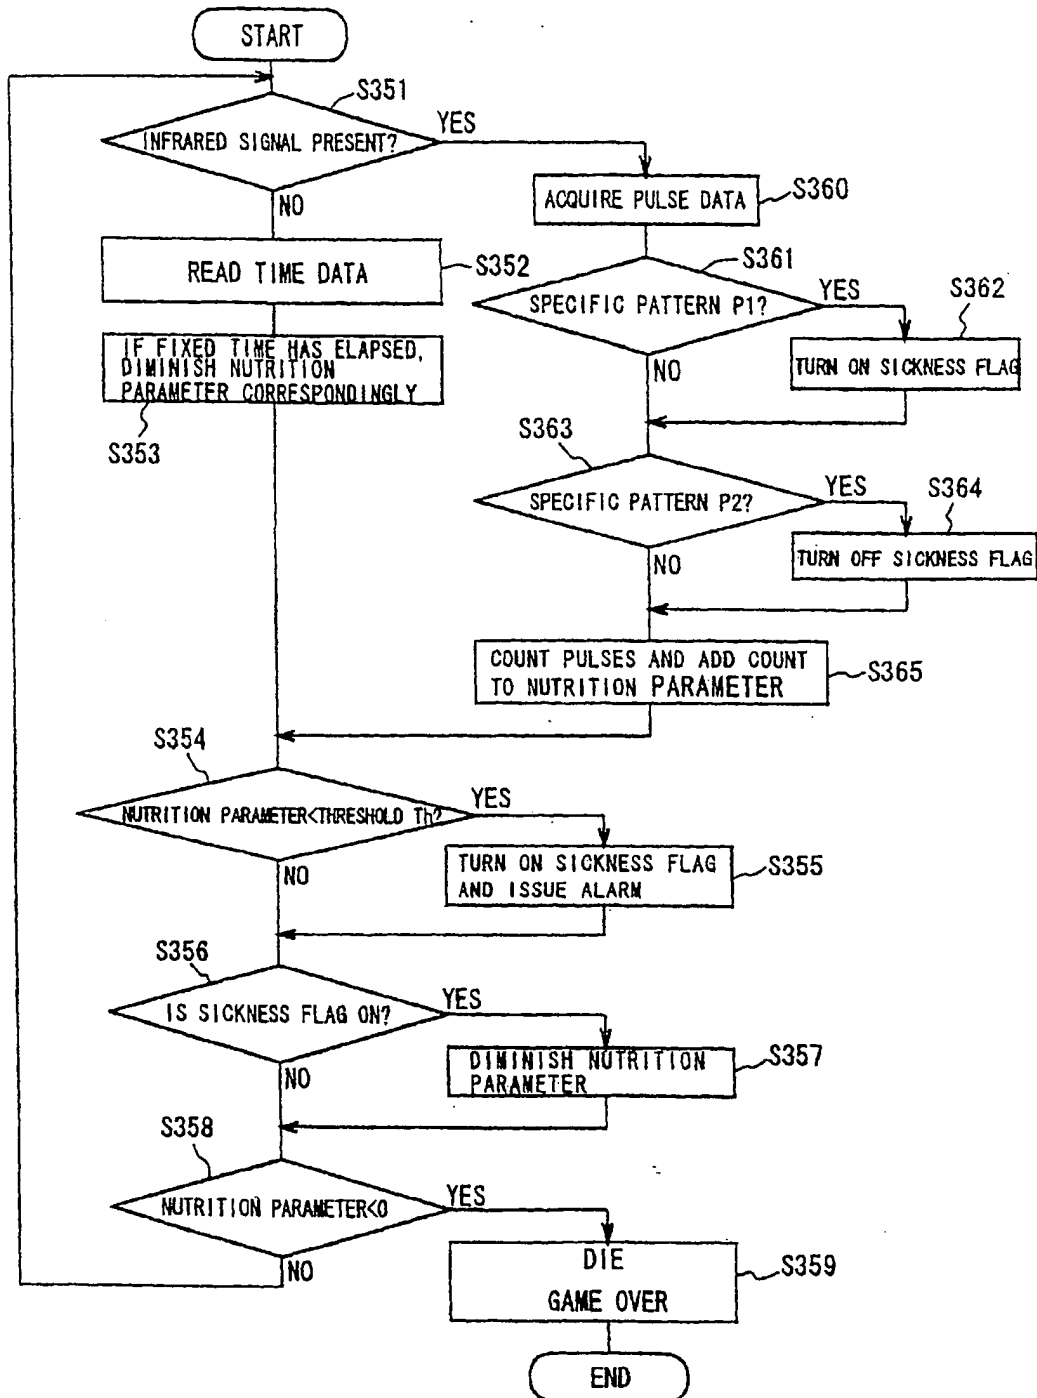 START
S351
INFRARED SIGNAL PRESENT?
YES
NO
ACQUIRE PULSE DATA
S360
READ TIME DATA
S352
IF FIXED TIME HAS ELAPSED,
DIMINISH NUTRITION
PARAMETER CORRESPONDINGLY
S353
S361
SPECIFIC PATTERN P1?
YES
NO
S362
TURN ON SICKNESS FLAG
S363
SPECIFIC PATTERN P2?
YES
NO
S364
TURN OFF SICKNESS FLAG
COUNT PULSES AND ADD COUNT
TO NUTRITION PARAMETER
S365
S354
NUTRITION PARAMETER<THRESHOLD Th?
YES
NO
TURN ON SICKNESS FLAG
AND ISSUE ALARM
S355
S356
IS SICKNESS FLAG ON?
YES
NO
DIMINISH NUTRITION
PARAMETER
S357
S358
NUTRITION PARAMETER<0
YES
NO
DIE
GAME OVER
S359
END